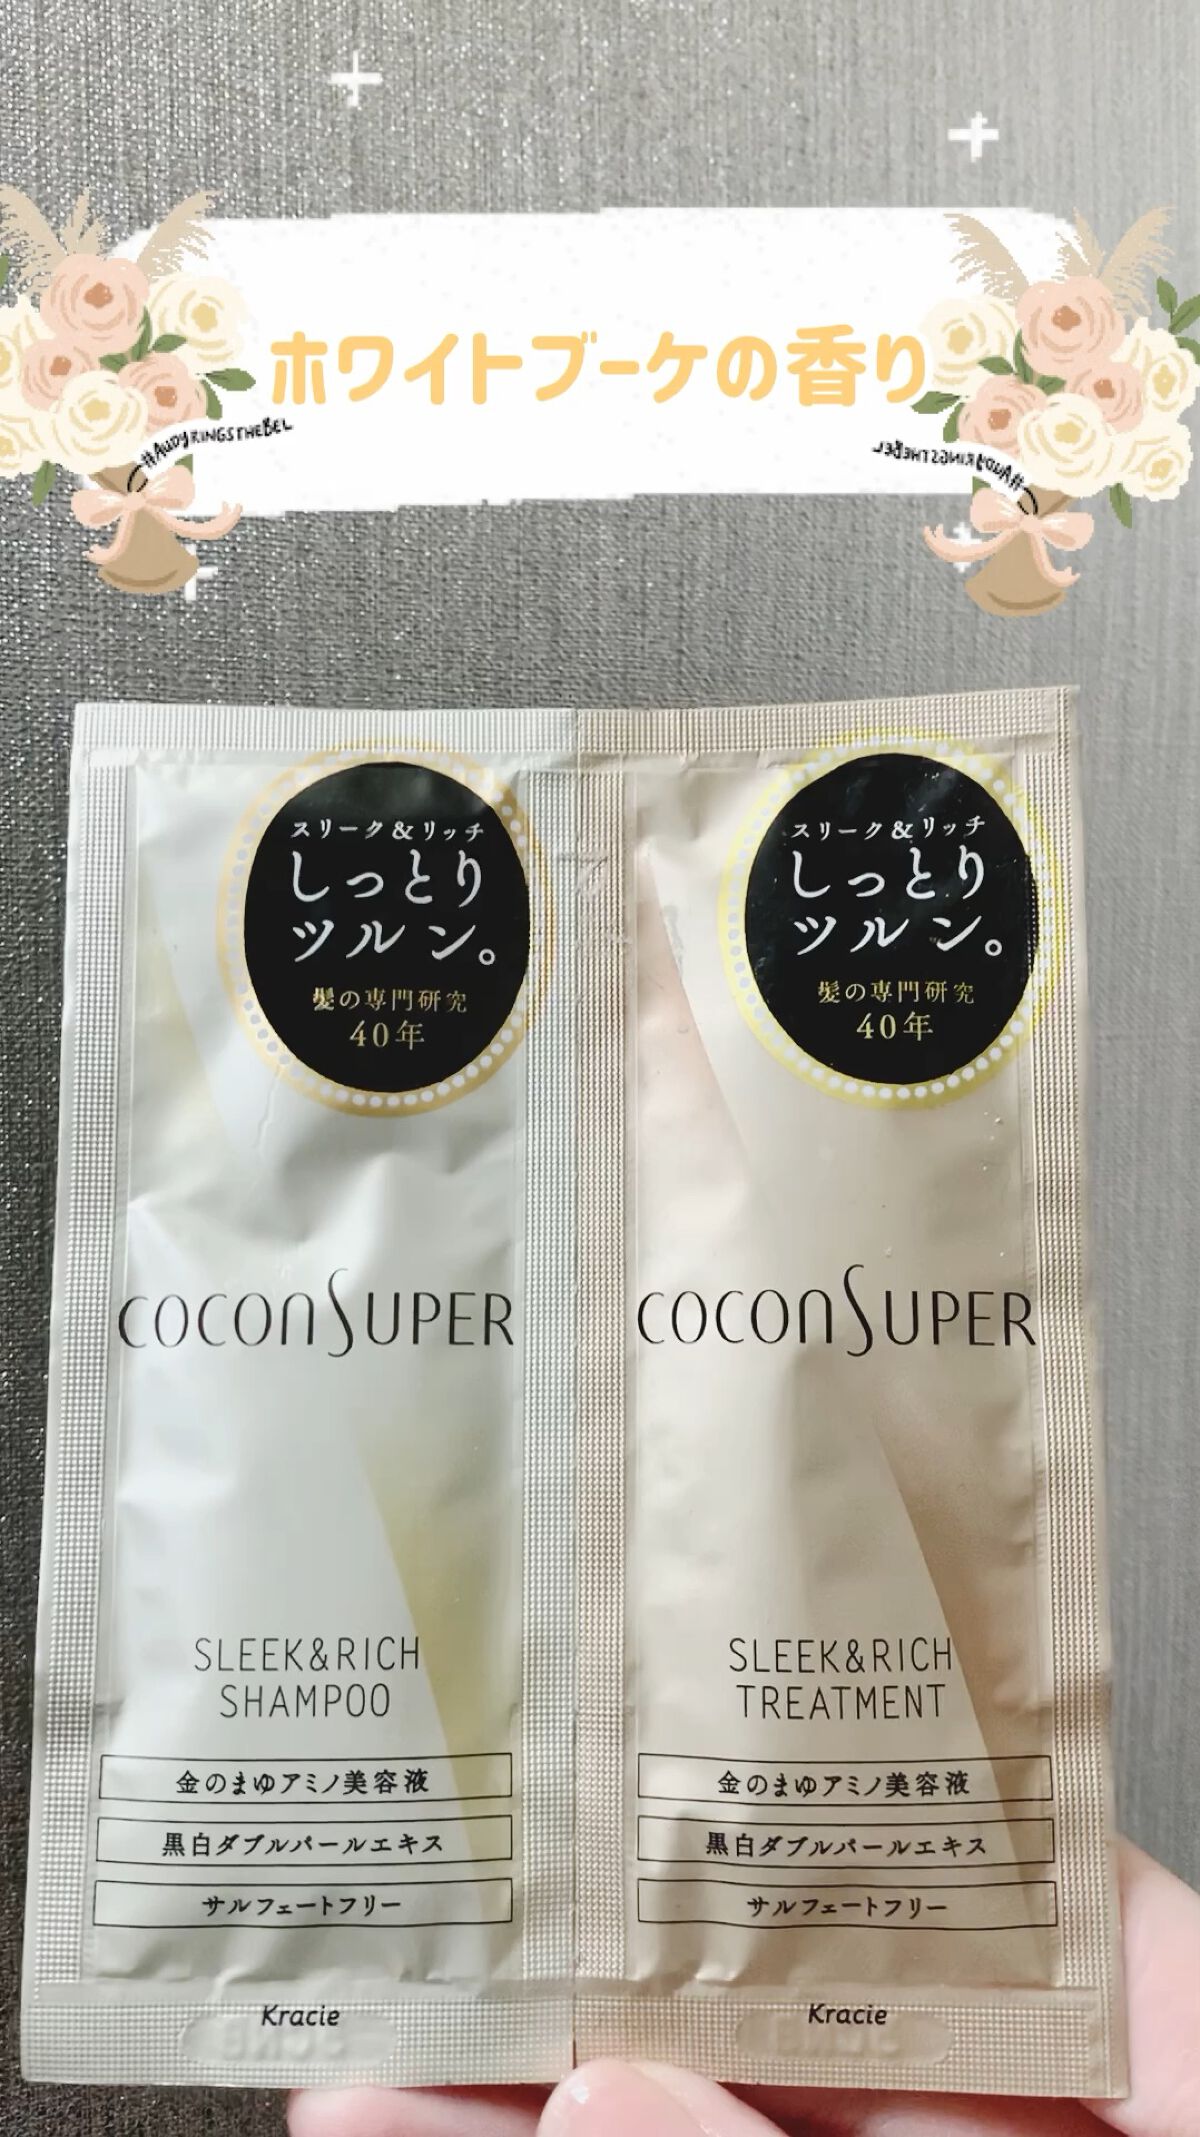 ホワイトブーケの香り
#AUDYRINGSTHEBEL
#AUDYRINGSTHEBEL
スリーク&リッチ
しっとり
ツルン。
髪の専門研究
40年
COCONSUPER
SLEEK&RICH
SHAMPOO
金のまゆアミノ美容液
黒白ダブルパールエキス
サルフェートフリー
Kracie
スリーク&リッチ
しっとり
ツルン。
髪の専門研究
40年
COCONSUPER
SLEEK&RICH
TREATMENT
金のまゆアミノ美容液
黒白ダブルパールエキス
サルフェートフリー
Kracie